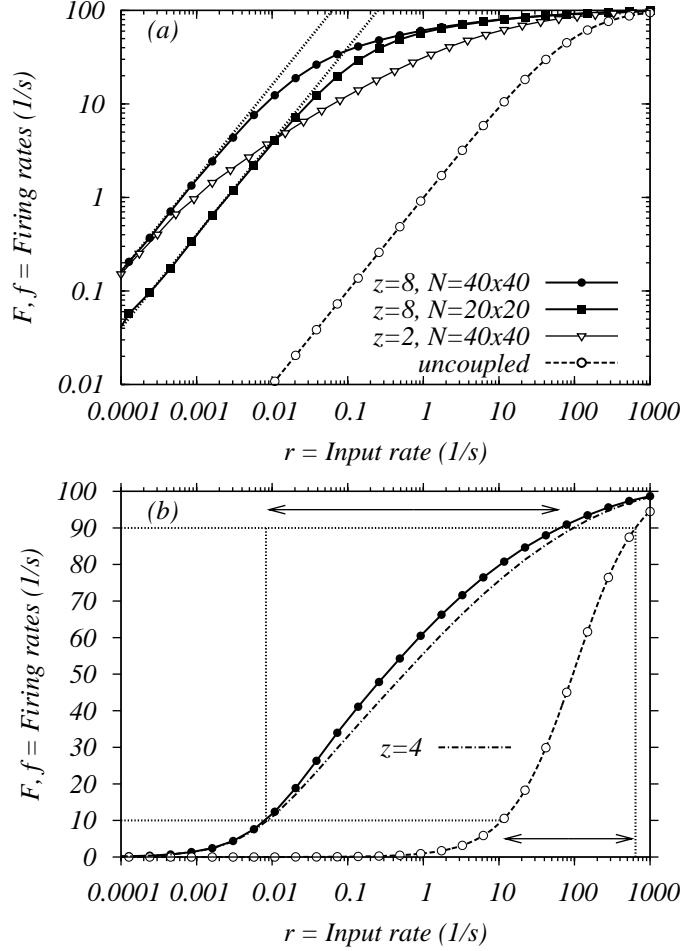 (a)
F, f = Firing rates (1/s)
100
10
1
0.1
0.01
z=8, N=40x40
z=8, N=20x20
z=2, N=40x40
uncoupled
0.0001 0.001 0.01 0.1 1 10 100 1000
r = Input rate (1/s)
(b)
F, f = Firing rates (1/s)
100
90
80
70
60
50
40
30
20
10
0
z=4
0.0001 0.001 0.01 0.1 1 10 100 1000
r = Input rate (1/s)